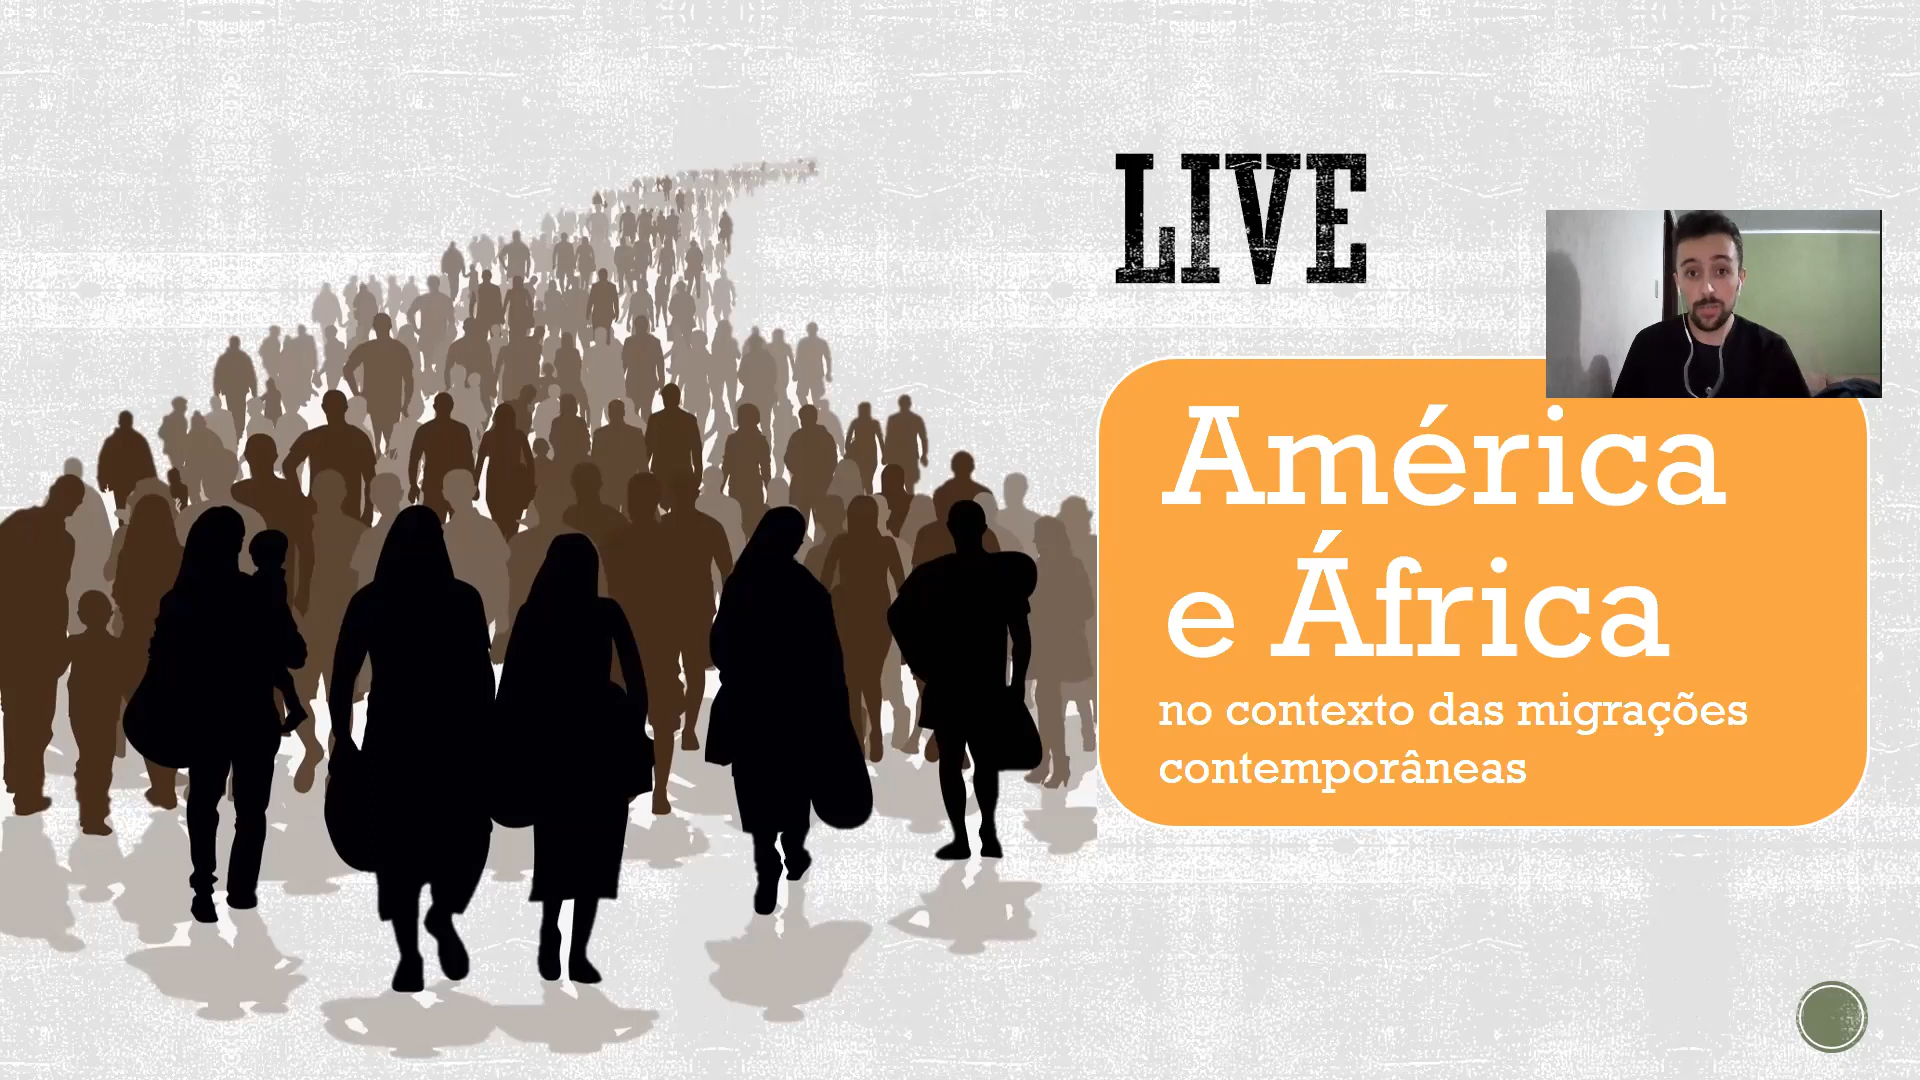 LIVE
América
e África
no contexto das migrações
contemporâneas